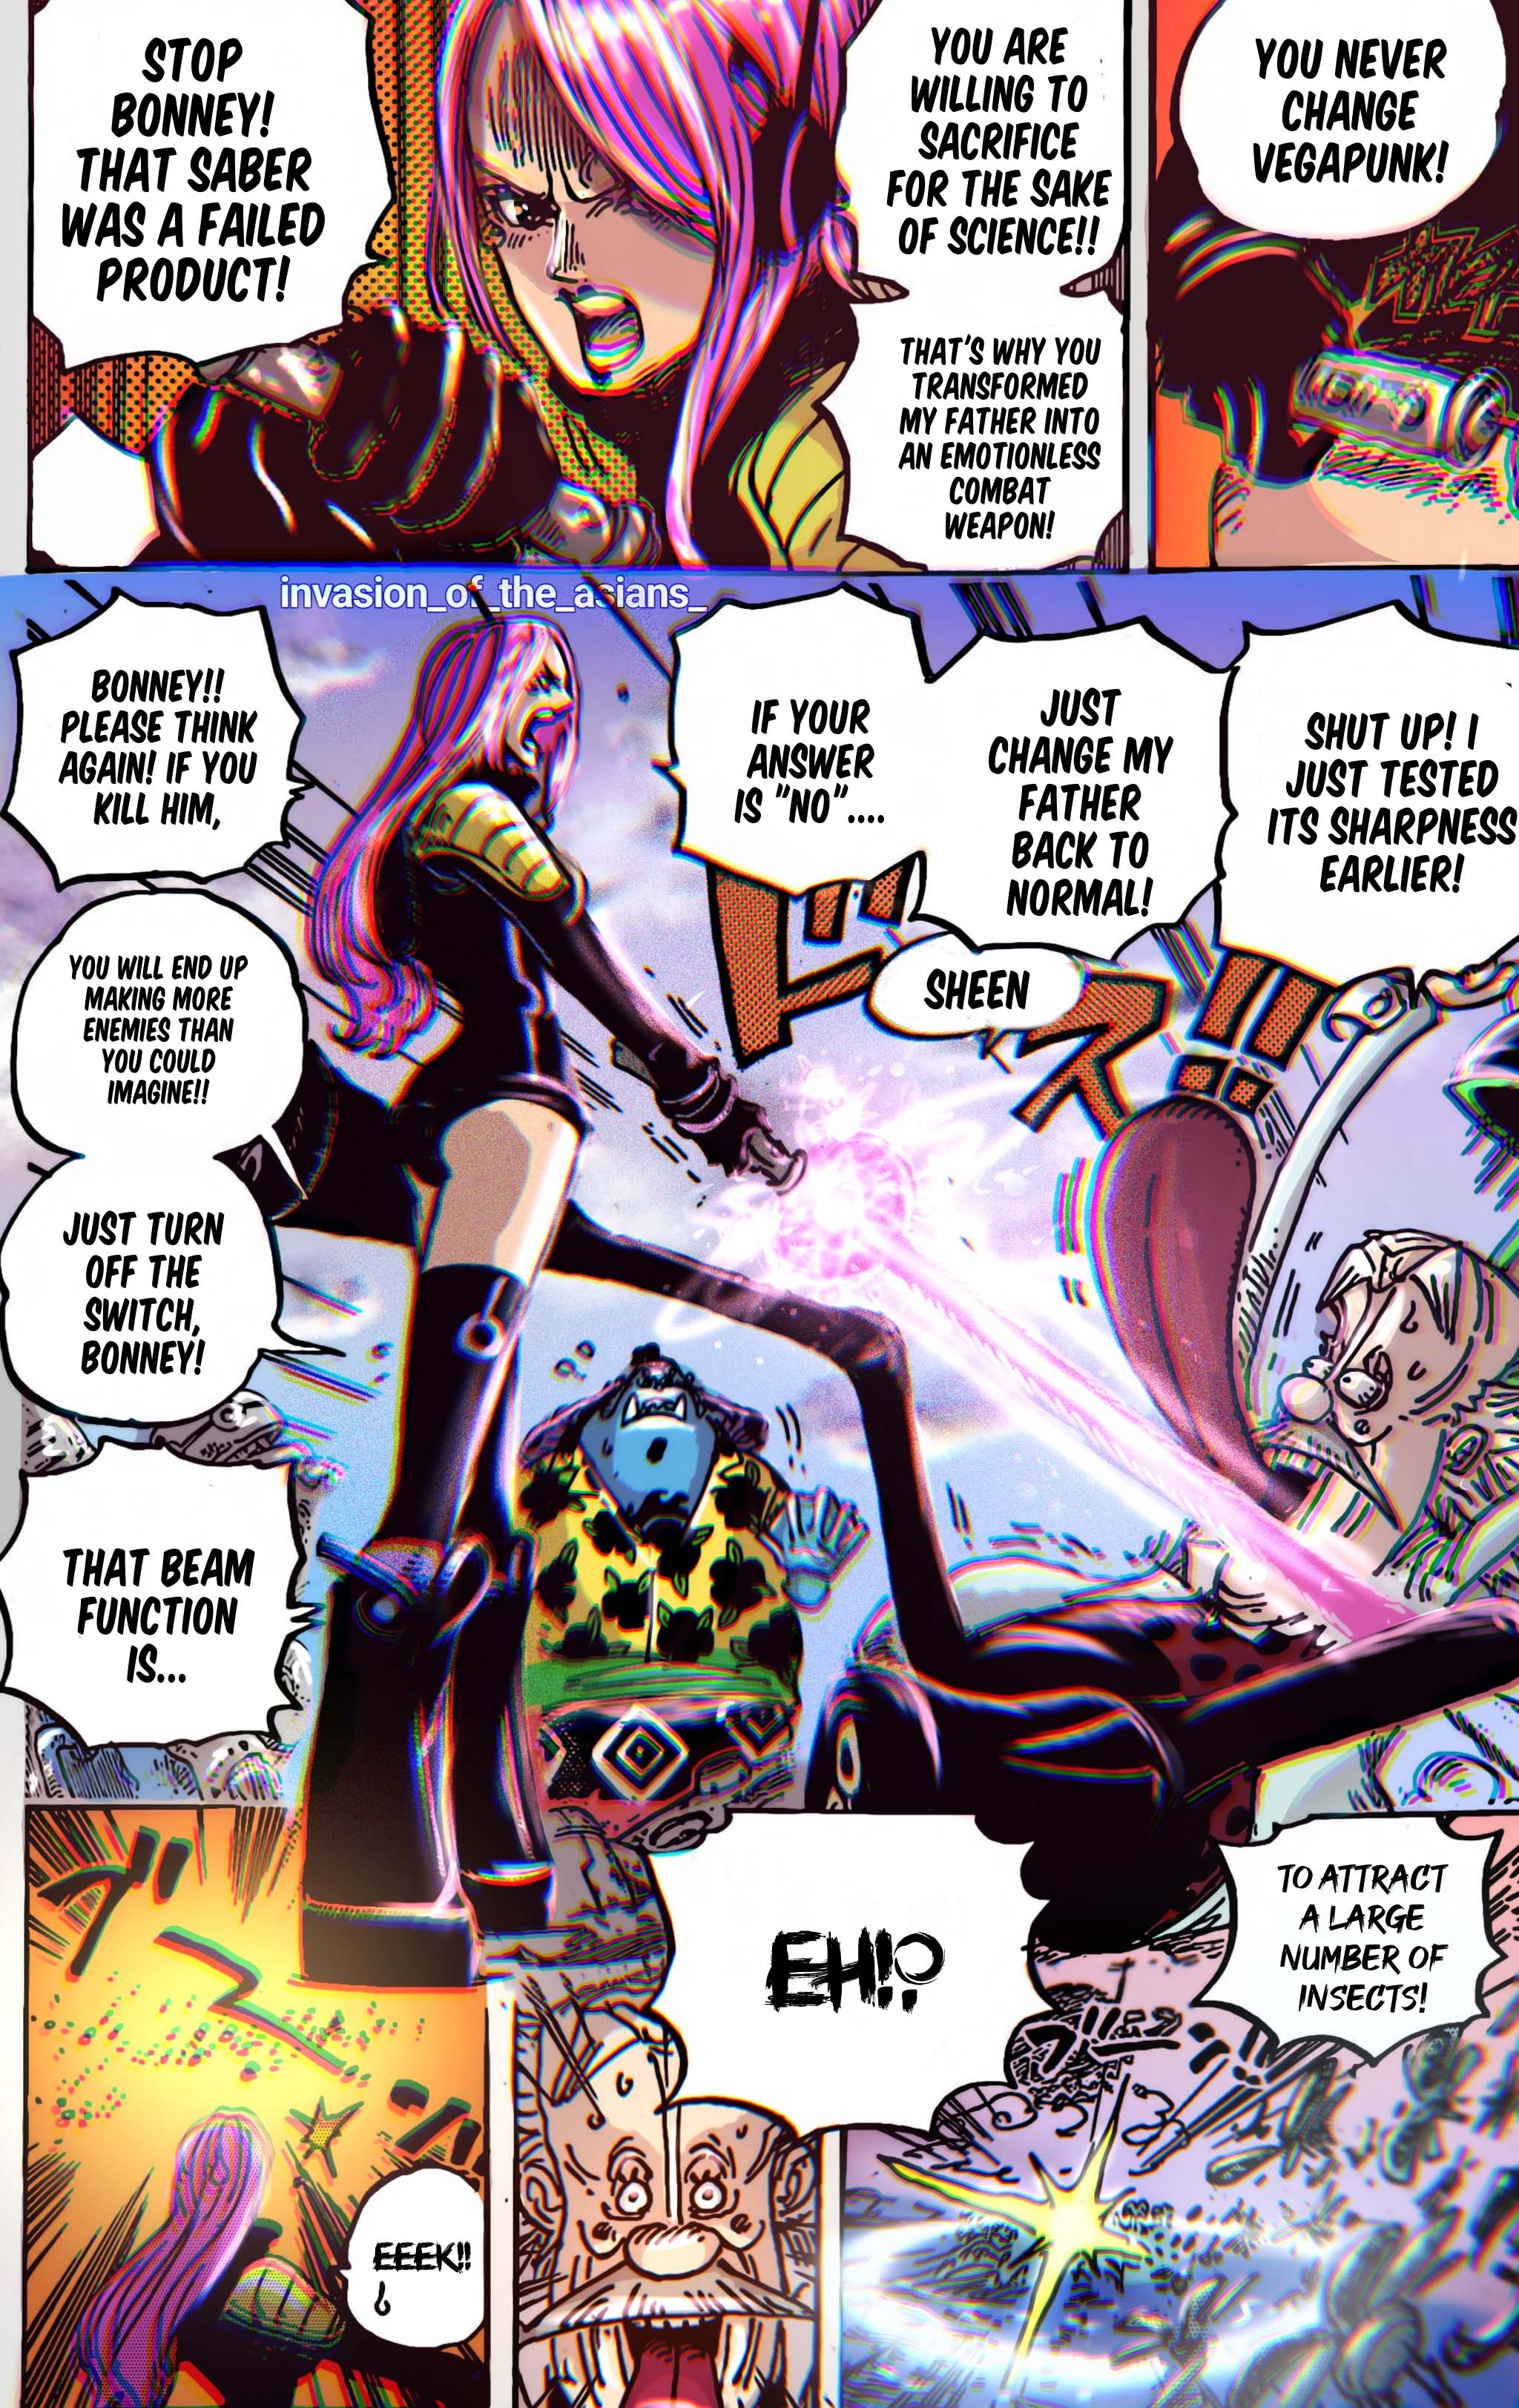 YOU NEVER
CHANGE
VEGAPUNK!
YOU ARE
WILLING TO
SACRIFICE
FOR THE SAKE
OF SCIENCE!!
THAT'S WHY YOU
TRANSFORMED
MY FATHER INTO
AN EMOTIONLESS
COMBAT
WEAPON!
STOP
BONNEY!
THAT SABER
WAS A FAILED
PRODUCT!
invasion_of_the_asians_
SHUT UP! I
JUST TESTED
ITS SHARPNESS
EARLIER!
JUST
CHANGE MY
FATHER
BACK TO
NORMAL!
IF YOUR
ANSWER
IS "NO"....
SHEEN
ドス!!
BONNEY!!
PLEASE THINK
AGAIN! IF YOU
KILL HIM,
YOU WILL END UP
MAKING MORE
ENEMIES THAN
YOU COULD
IMAGINE!!
JUST TURN
OFF THE
SWITCH,
BONNEY!
THAT BEAM
FUNCTION
IS...
TO ATTRACT
A LARGE
NUMBER OF
INSECTS!
EH!?
EEEK!!
?